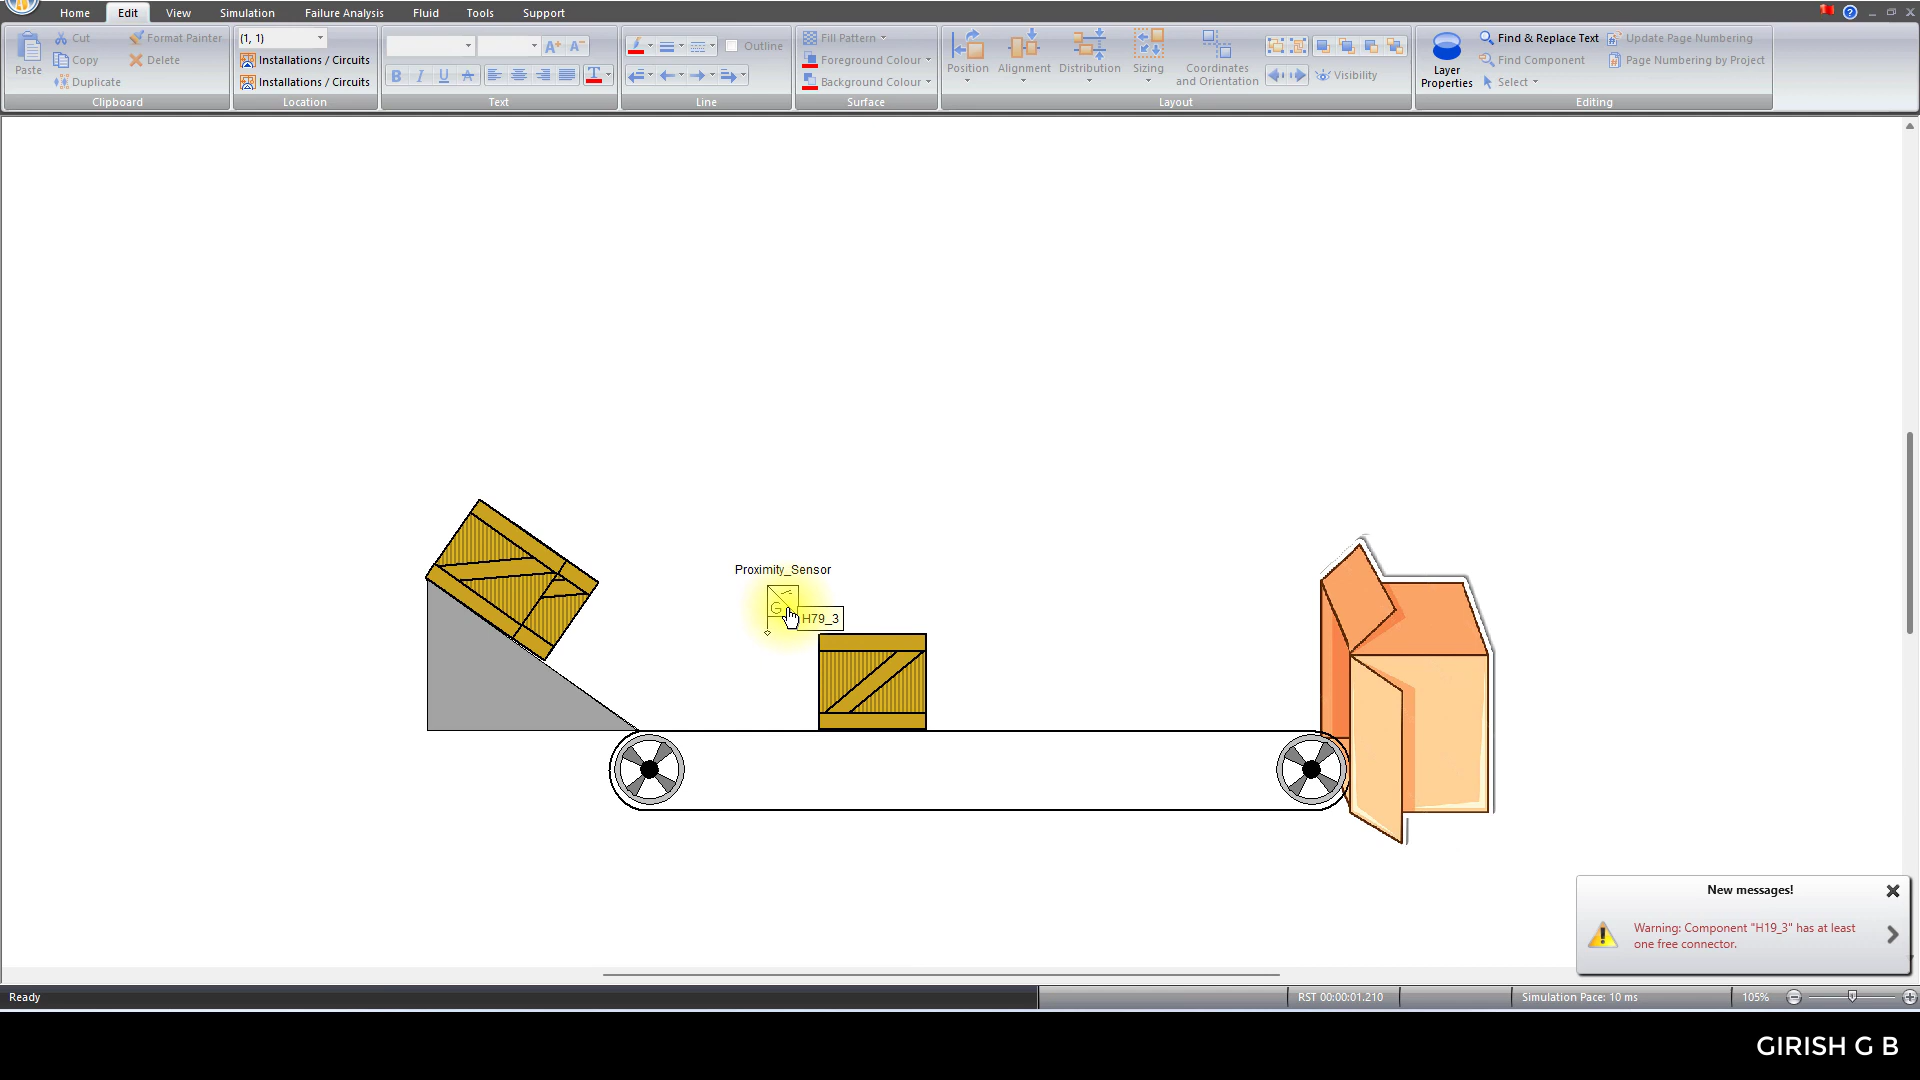 Home Edit View Simulation Failure Analysis Fluid Tools Support
Paste
Cut
Copy
Duplicate
Format Painter
Delete
Clipboard
(1, 1)
Installations / Circuits
Installations / Circuits
Location
A+ A-
B I U A
T
Text
Outline
Line
Fill Pattern
Foreground Colour
Background Colour
Surface
Position
Alignment
Distribution
Sizing
Coordinates
and Orientation
Visibility
Layout
Layer
Properties
Find & Replace Text
Find Component
Select
Update Page Numbering
Page Numbering by Project
Editing
Proximity_Sensor
G
H79_3
New messages!
Warning: Component "H19_3" has at least
one free connector.
Ready
RST 00:00:01.210
Simulation Pace: 10 ms
105%
GIRISH G B